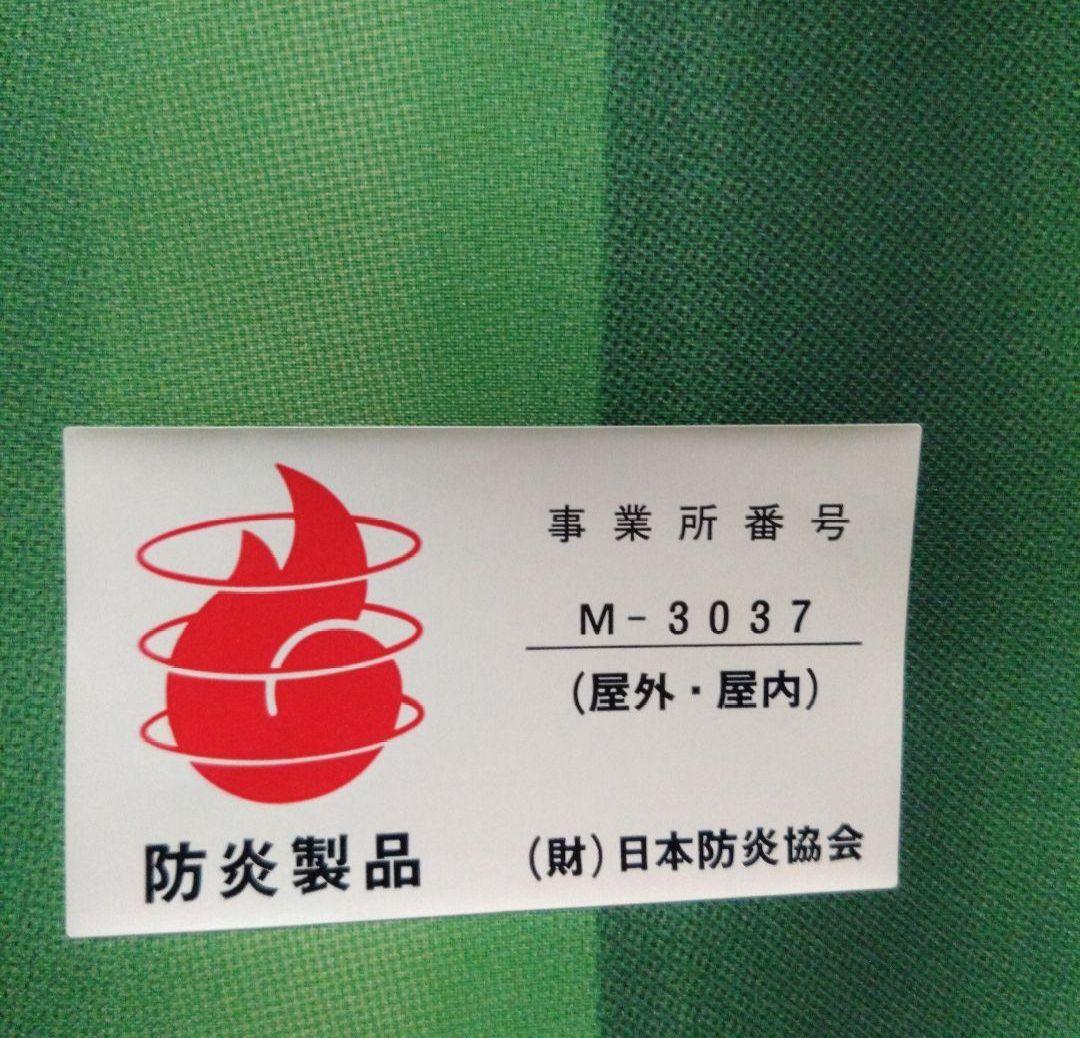 事業所番号
M-3037
(屋外・屋内)
防炎製品
(財)日本防炎協会